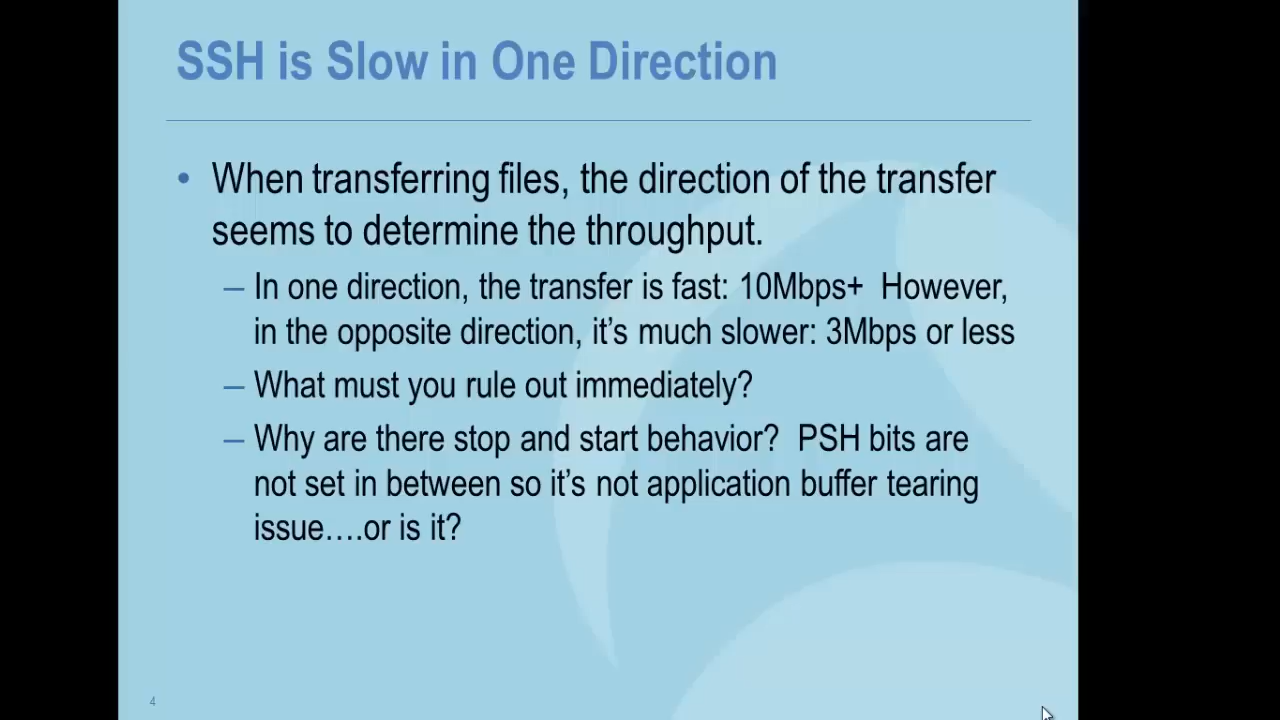 SSH is Slow in One Direction
• When transferring files, the direction of the transfer
seems to determine the throughput.
– In one direction, the transfer is fast: 10Mbps+  However,
in the opposite direction, it's much slower: 3Mbps or less
– What must you rule out immediately?
– Why are there stop and start behavior?  PSH bits are
not set in between so it's not application buffer tearing
issue….or is it?
4